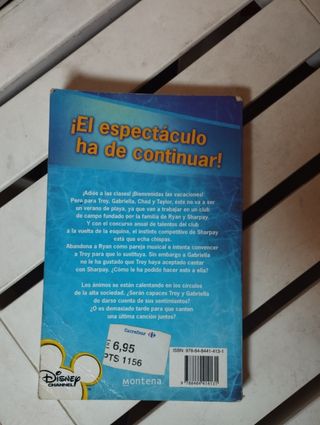 ¡El espectáculo
ha de continuar!
¡Adiós a las clases! ¡Bienvenidas las vacaciones!
Pero para Troy, Gabriella, Chad y Taylor, este no va a ser
un verano de playa, ya que van a trabajar en un club
de campo fundado por la familia de Ryan y Sharpay.
Y con el concurso anual de talentos del club
a la vuelta de la esquina, el instinto competitivo de Sharpay
está que echa chispas.
Abandona a Ryan como pareja musical e intenta convencer
a Troy para que lo sustituya. Sin embargo a Gabriella
no le ha gustado que Troy haya aceptado cantar
con Sharpay. ¿Cómo le ha podido hacer esto a ella?
Los ánimos se están calentando en los círculos
de la alta sociedad. ¿Serán capaces Troy y Gabriella
de darse cuenta de sus sentimientos?
¿O es demasiado tarde para que cantan
una última canción juntos?
Carrefour
€ 6,95
PTS 1156
ISBN: 978-84-8441-413-1
9 788484 414131
Disney
CHANNEL
montena